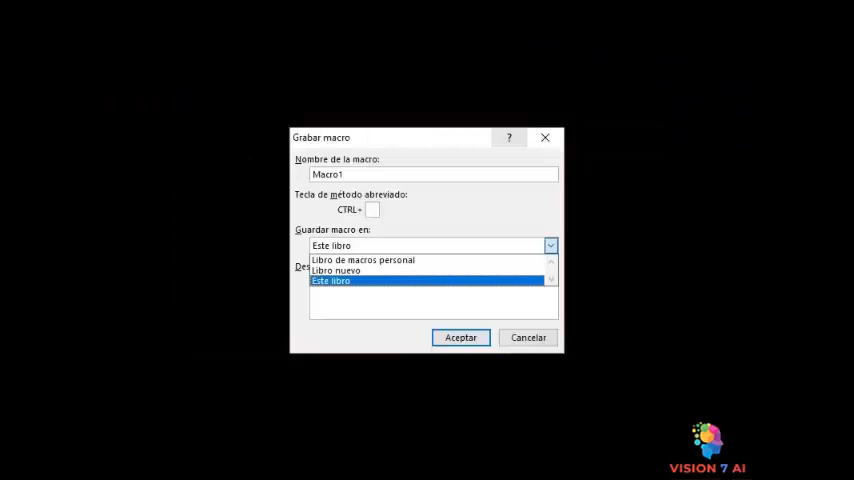 Grabar macro
?
Nombre de la macro:
Macro1
Tecla de método abreviado:
CTRL+
Guardar macro en:
Este libro
Libro de macros personal
Libro nuevo
Des
Este libro
Aceptar
Cancelar
VISION 7 AI